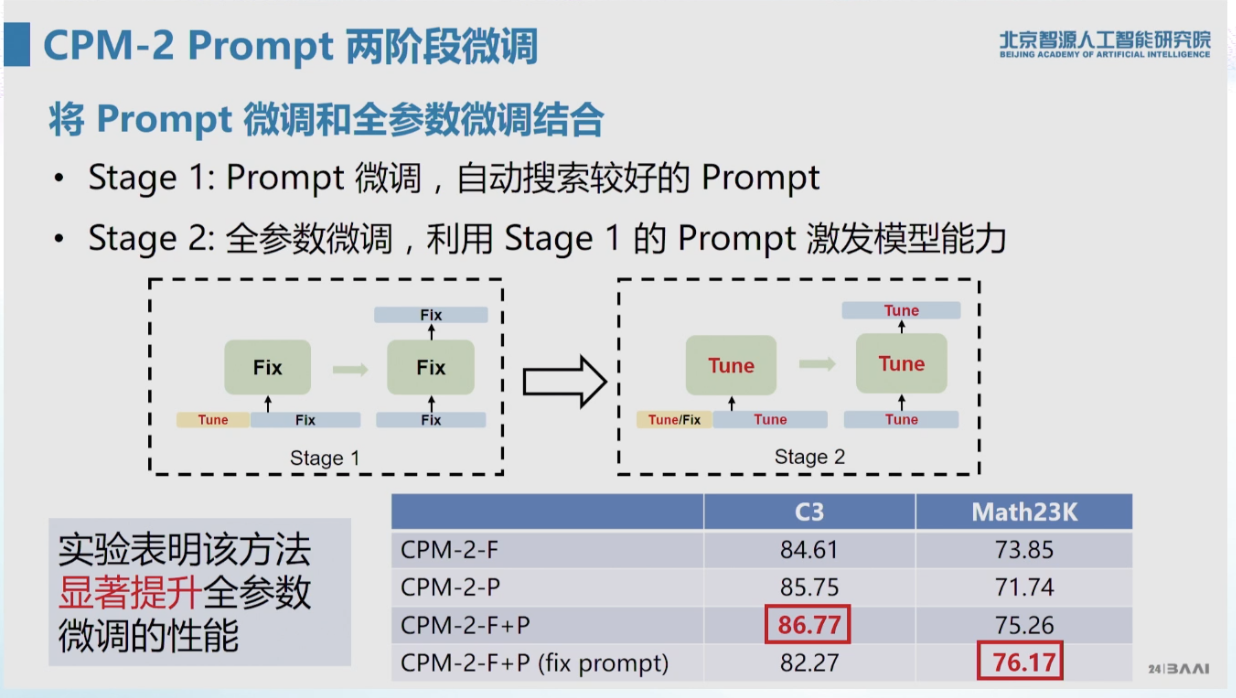 CPM-2 Prompt 两阶段微调
北京智源人工智能研究院
BEIJING ACADEMY OF ARTIFICIAL INTELLIGENCE
将 Prompt 微调和全参数微调结合
• Stage 1: Prompt 微调，自动搜索较好的 Prompt
• Stage 2: 全参数微调，利用 Stage 1 的 Prompt 激发模型能力
Fix
Fix Fix
Tune Fix Fix
Stage 1
Tune
Tune Tune
Tune/Fix Tune Tune
Stage 2
实验表明该方法
显著提升全参数
微调的性能
C3 Math23K
CPM-2-F 84.61 73.85
CPM-2-P 85.75 71.74
CPM-2-F+P 86.77 75.26
CPM-2-F+P (fix prompt) 82.27 76.17
24 BAAI